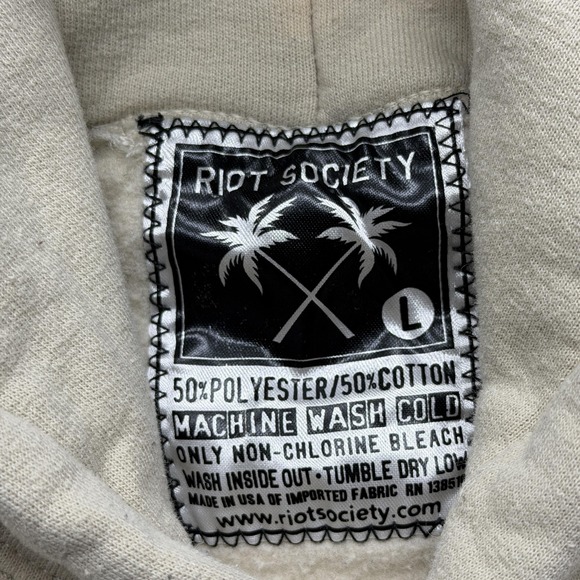 RIOT SOCIETY
L
50%POLYESTER/50%COTTON
MACHINE WASH COLD
ONLY NON-CHLORINE BLEACH
WASH INSIDE OUT·TUMBLE DRY LOW
MADE IN USA OF IMPORTED FABRIC RN
www.riotsociety.com